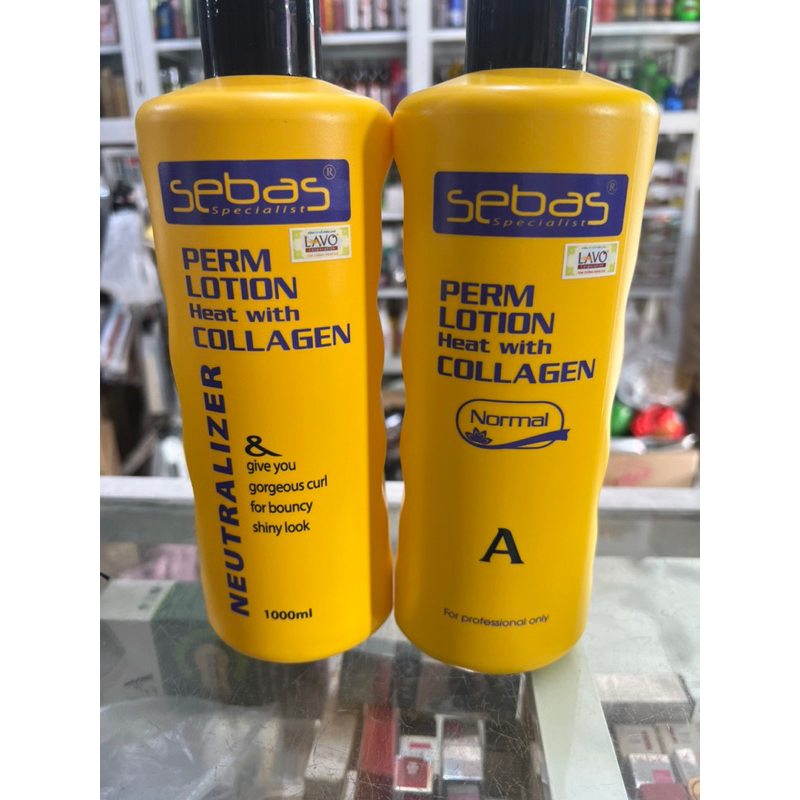 sebas®
Specialist
LAVO
PERM
LOTION
Heat with
COLLAGEN
NEUTRALIZER
&
give you
gorgeous curl
for bouncy
shiny look
1000ml
sebas®
Specialist
LAVO
PERM
LOTION
Heat with
COLLAGEN
Normal
A
For professional only